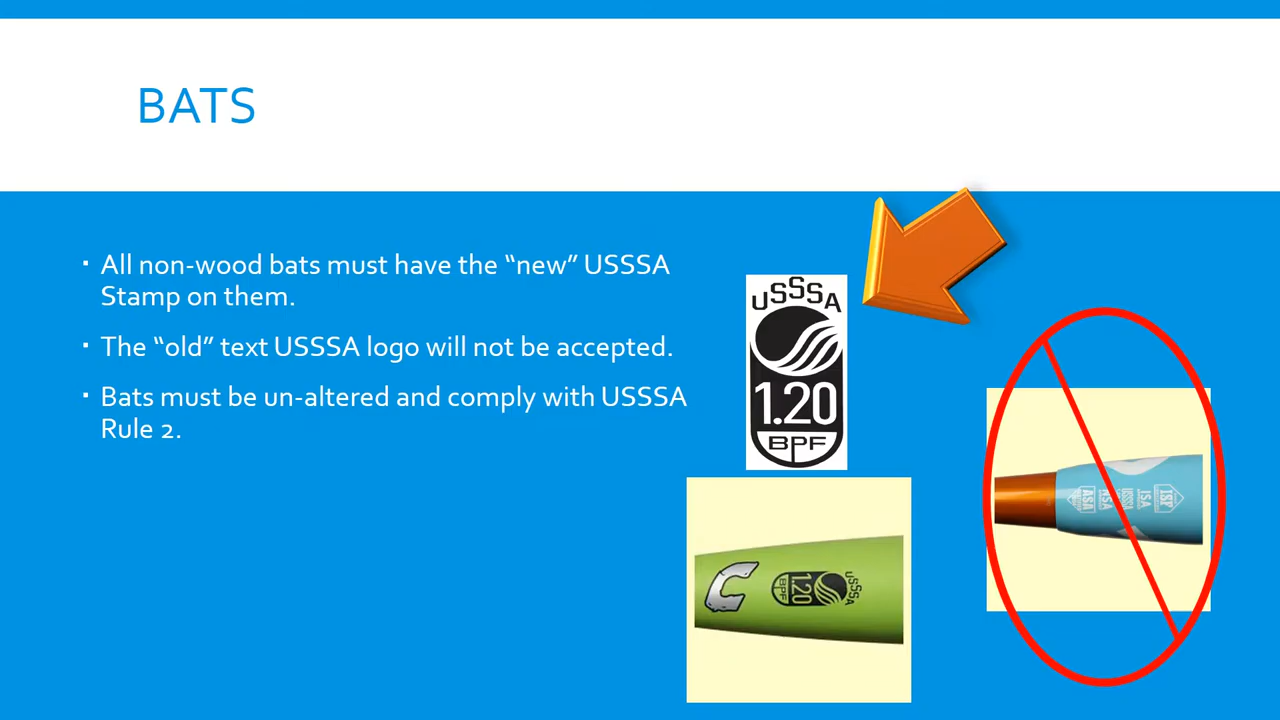 BATS
All non-wood bats must have the “new” USSSA
Stamp on them.
The “old” text USSSA logo will not be accepted.
Bats must be un-altered and comply with USSSA
Rule 2.
USSSA
1.20
BPF
USSSA
1.20
BPF
ASA
NSA
USSSA
ISA
ISF